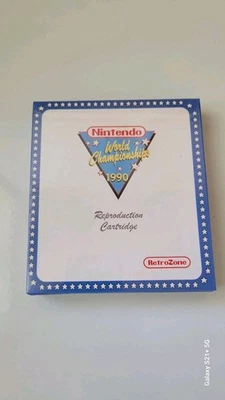 Nintendo
World
Championships
1990
Reproduction
Cartridge
RetroZone
Galaxy S21+ 5G